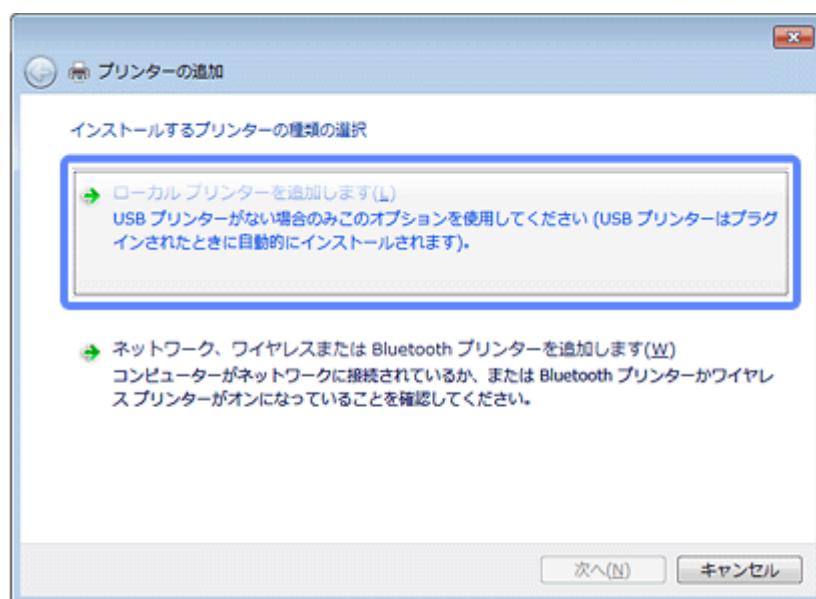 プリンターの追加
インストールするプリンターの種類の選択
ローカル プリンターを追加します(L)
USB プリンターがない場合のみこのオプションを使用してください (USB プリンターはプラグ
インされたときに自動的にインストールされます)。
ネットワーク、ワイヤレスまたは Bluetooth プリンターを追加します(W)
コンピューターがネットワークに接続されているか、または Bluetooth プリンターかワイヤレ
ス プリンターがオンになっていることを確認してください。
次へ(N)
キャンセル